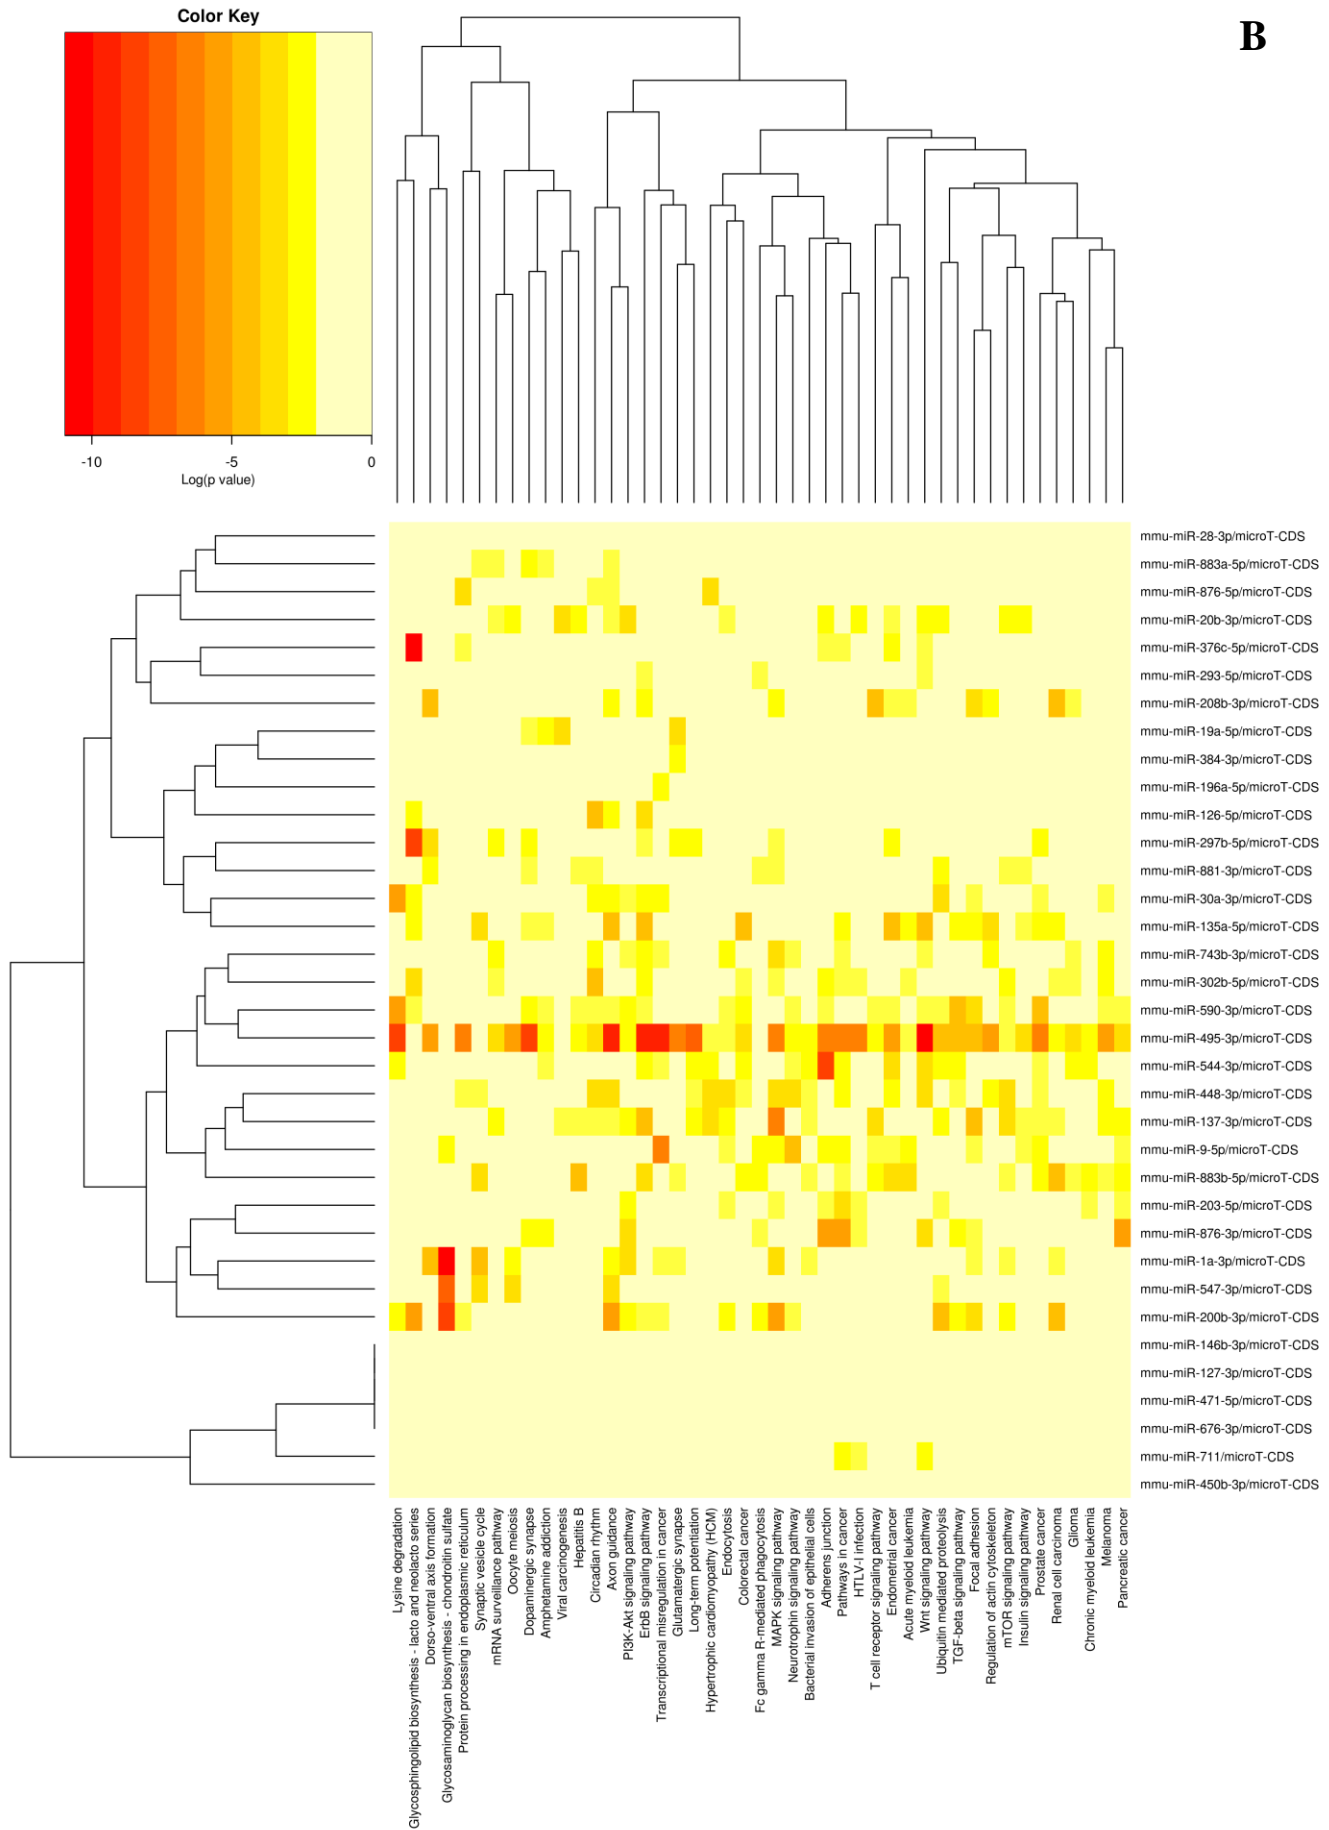 Color Key
B
-10
-5
0
Log(p value)
mmu-miR-28-3p/microT-CDS
mmu-miR-883a-5p/microT-CDS
mmu-miR-876-5p/microT-CDS
mmu-miR-20b-3p/microT-CDS
mmu-miR-376c-5p/microT-CDS
mmu-miR-293-5p/microT-CDS
mmu-miR-208b-3p/microT-CDS
mmu-miR-19a-5p/microT-CDS
mmu-miR-384-3p/microT-CDS
mmu-miR-196a-5p/microT-CDS
mmu-miR-126-5p/microT-CDS
mmu-miR-297b-5p/microT-CDS
mmu-miR-881-3p/microT-CDS
mmu-miR-30a-3p/microT-CDS
mmu-miR-135a-5p/microT-CDS
mmu-miR-743b-3p/microT-CDS
mmu-miR-302b-5p/microT-CDS
mmu-miR-590-3p/microT-CDS
mmu-miR-495-3p/microT-CDS
mmu-miR-544-3p/microT-CDS
mmu-miR-448-3p/microT-CDS
mmu-miR-137-3p/microT-CDS
mmu-miR-9-5p/microT-CDS
mmu-miR-883b-5p/microT-CDS
mmu-miR-203-5p/microT-CDS
mmu-miR-876-3p/microT-CDS
mmu-miR-1a-3p/microT-CDS
mmu-miR-547-3p/microT-CDS
mmu-miR-200b-3p/microT-CDS
mmu-miR-146b-3p/microT-CDS
mmu-miR-127-3p/microT-CDS
mmu-miR-471-5p/microT-CDS
mmu-miR-676-3p/microT-CDS
mmu-miR-711/microT-CDS
mmu-miR-450b-3p/microT-CDS
Lysine degradation
Glycosphingolipid biosynthesis - lacto and neolacto series
Dorso-ventral axis formation
Glycosaminoglycan biosynthesis - chondroitin sulfate
Protein processing in endoplasmic reticulum
Synaptic vesicle cycle
mRNA surveillance pathway
Oocyte meiosis
Dopaminergic synapse
Amphetamine addiction
Viral carcinogenesis
Hepatitis B
Circadian rhythm
Axon guidance
PI3K-Akt signaling pathway
ErbB signaling pathway
Transcriptional misregulation in cancer
Glutamatergic synapse
Long-term potentiation
Hypertrophic cardiomyopathy (HCM)
Endocytosis
Colorectal cancer
Fc gamma R-mediated phagocytosis
MAPK signaling pathway
Neurotrophin signaling pathway
Bacterial invasion of epithelial cells
Adherens junction
Pathways in cancer
HTLV-I infection
T cell receptor signaling pathway
Endometrial cancer
Acute myeloid leukemia
Wnt signaling pathway
Ubiquitin mediated proteolysis
TGF-beta signaling pathway
Focal adhesion
Regulation of actin cytoskeleton
mTOR signaling pathway
Insulin signaling pathway
Prostate cancer
Renal cell carcinoma
Glioma
Chronic myeloid leukemia
Melanoma
Pancreatic cancer